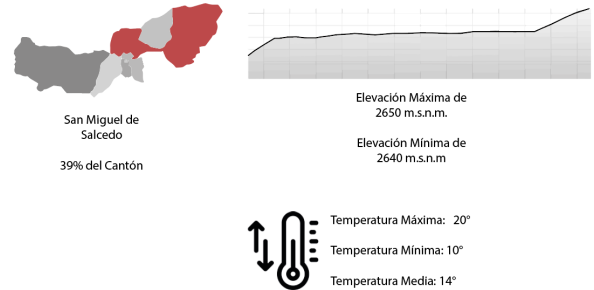 San Miguel de
Salcedo
39% del Cantón
Elevación Máxima de
2650 m.s.n.m.
Elevación Mínima de
2640 m.s.n.m
Temperatura Máxima: 20°
Temperatura Mínima: 10°
Temperatura Media: 14°